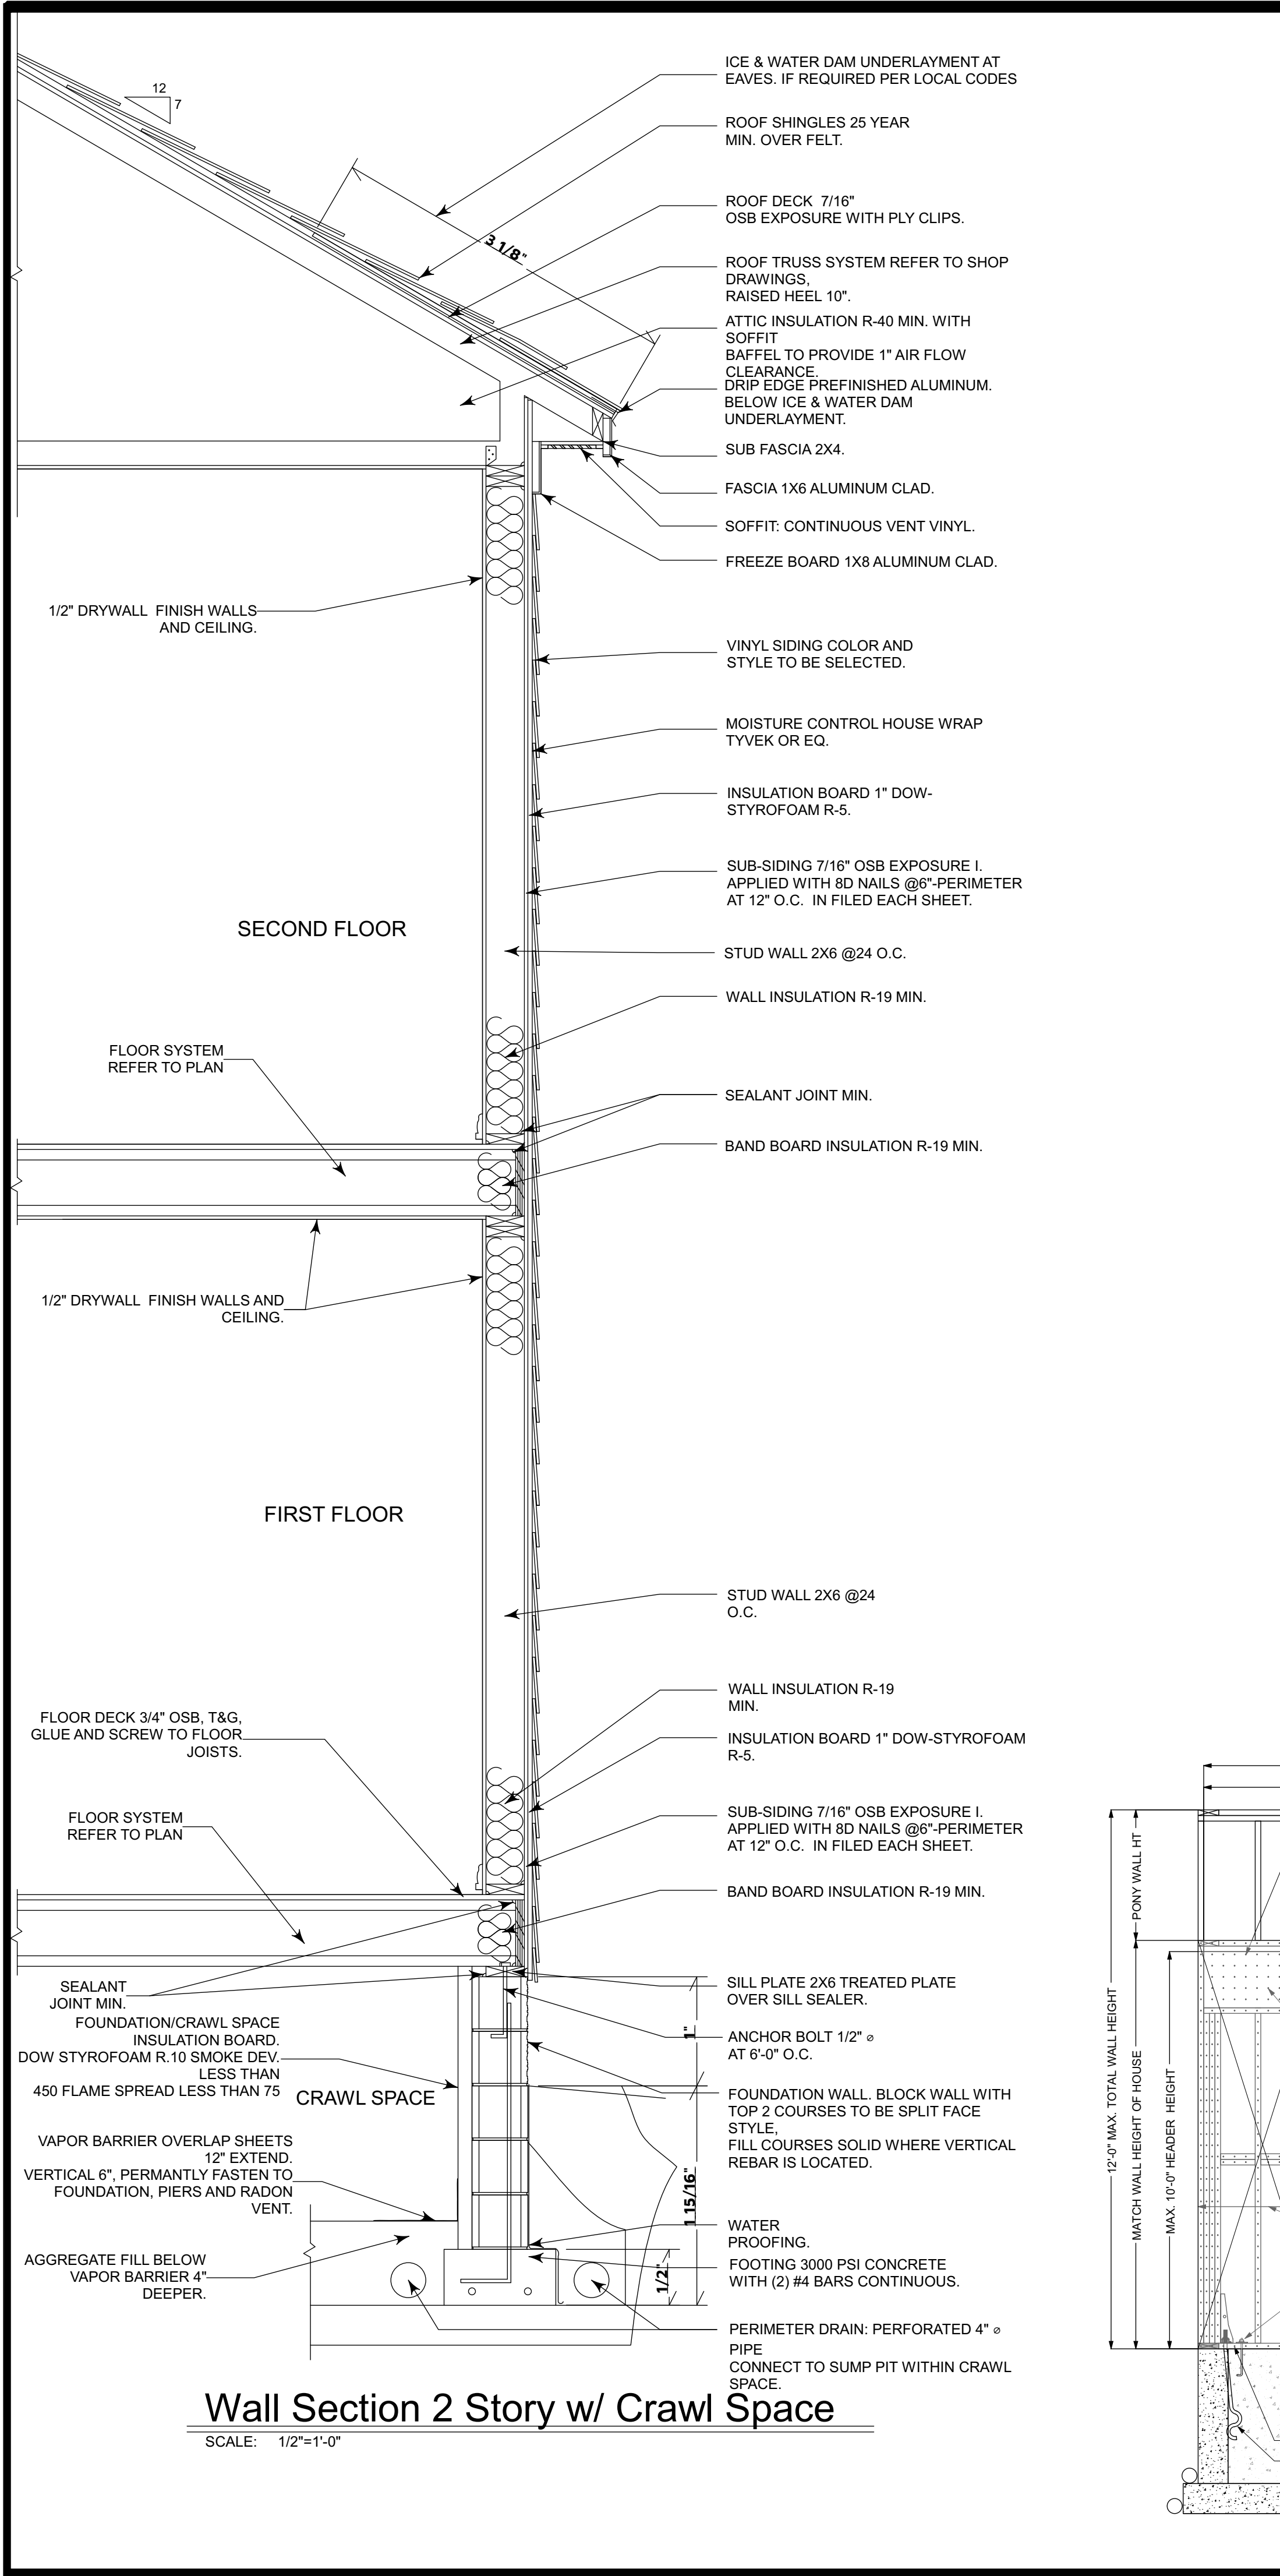 12
7
3 1/8"
ICE & WATER DAM UNDERLAYMENT AT
EAVES. IF REQUIRED PER LOCAL CODES
ROOF SHINGLES 25 YEAR
MIN. OVER FELT.
ROOF DECK 7/16"
OSB EXPOSURE WITH PLY CLIPS.
ROOF TRUSS SYSTEM REFER TO SHOP
DRAWINGS,
RAISED HEEL 10".
ATTIC INSULATION R-40 MIN. WITH
SOFFIT
BAFFEL TO PROVIDE 1" AIR FLOW
CLEARANCE.
DRIP EDGE PREFINISHED ALUMINUM.
BELOW ICE & WATER DAM
UNDERLAYMENT.
SUB FASCIA 2X4.
FASCIA 1X6 ALUMINUM CLAD.
SOFFIT: CONTINUOUS VENT VINYL.
FREEZE BOARD 1X8 ALUMINUM CLAD.
1/2" DRYWALL FINISH WALLS
AND CEILING.
VINYL SIDING COLOR AND
STYLE TO BE SELECTED.
MOISTURE CONTROL HOUSE WRAP
TYVEK OR EQ.
INSULATION BOARD 1" DOW-
STYROFOAM R-5.
SUB-SIDING 7/16" OSB EXPOSURE I.
APPLIED WITH 8D NAILS @6"-PERIMETER
AT 12" O.C. IN FILED EACH SHEET.
SECOND FLOOR
STUD WALL 2X6 @24 O.C.
WALL INSULATION R-19 MIN.
FLOOR SYSTEM
REFER TO PLAN
SEALANT JOINT MIN.
BAND BOARD INSULATION R-19 MIN.
1/2" DRYWALL FINISH WALLS AND
CEILING.
FIRST FLOOR
STUD WALL 2X6 @24
O.C.
WALL INSULATION R-19
MIN.
FLOOR DECK 3/4" OSB, T&G,
GLUE AND SCREW TO FLOOR
JOISTS.
INSULATION BOARD 1" DOW-STYROFOAM
R-5.
FLOOR SYSTEM
REFER TO PLAN
SUB-SIDING 7/16" OSB EXPOSURE I.
APPLIED WITH 8D NAILS @6"-PERIMETER
AT 12" O.C. IN FILED EACH SHEET.
BAND BOARD INSULATION R-19 MIN.
SEALANT
JOINT MIN.
SILL PLATE 2X6 TREATED PLATE
OVER SILL SEALER.
FOUNDATION/CRAWL SPACE
INSULATION BOARD.
DOW STYROFOAM R.10 SMOKE DEV.
LESS THAN
450 FLAME SPREAD LESS THAN 75
CRAWL SPACE
1"
ANCHOR BOLT 1/2" ⌀
AT 6'-0" O.C.
FOUNDATION WALL. BLOCK WALL WITH
TOP 2 COURSES TO BE SPLIT FACE
STYLE,
FILL COURSES SOLID WHERE VERTICAL
REBAR IS LOCATED.
VAPOR BARRIER OVERLAP SHEETS
12" EXTEND.
VERTICAL 6", PERMANTLY FASTEN TO
FOUNDATION, PIERS AND RADON
VENT.
1 15/16"
WATER
PROOFING.
AGGREGATE FILL BELOW
VAPOR BARRIER 4"
DEEPER.
1/2"
FOOTING 3000 PSI CONCRETE
WITH (2) #4 BARS CONTINUOUS.
PERIMETER DRAIN: PERFORATED 4" ⌀
PIPE
CONNECT TO SUMP PIT WITHIN CRAWL
SPACE.
Wall Section 2 Story w/ Crawl Space
SCALE: 1/2"=1'-0"
12'-0" MAX. TOTAL WALL HEIGHT
PONY WALL HT
MATCH WALL HEIGHT OF HOUSE
MAX. 10'-0" HEADER HEIGHT